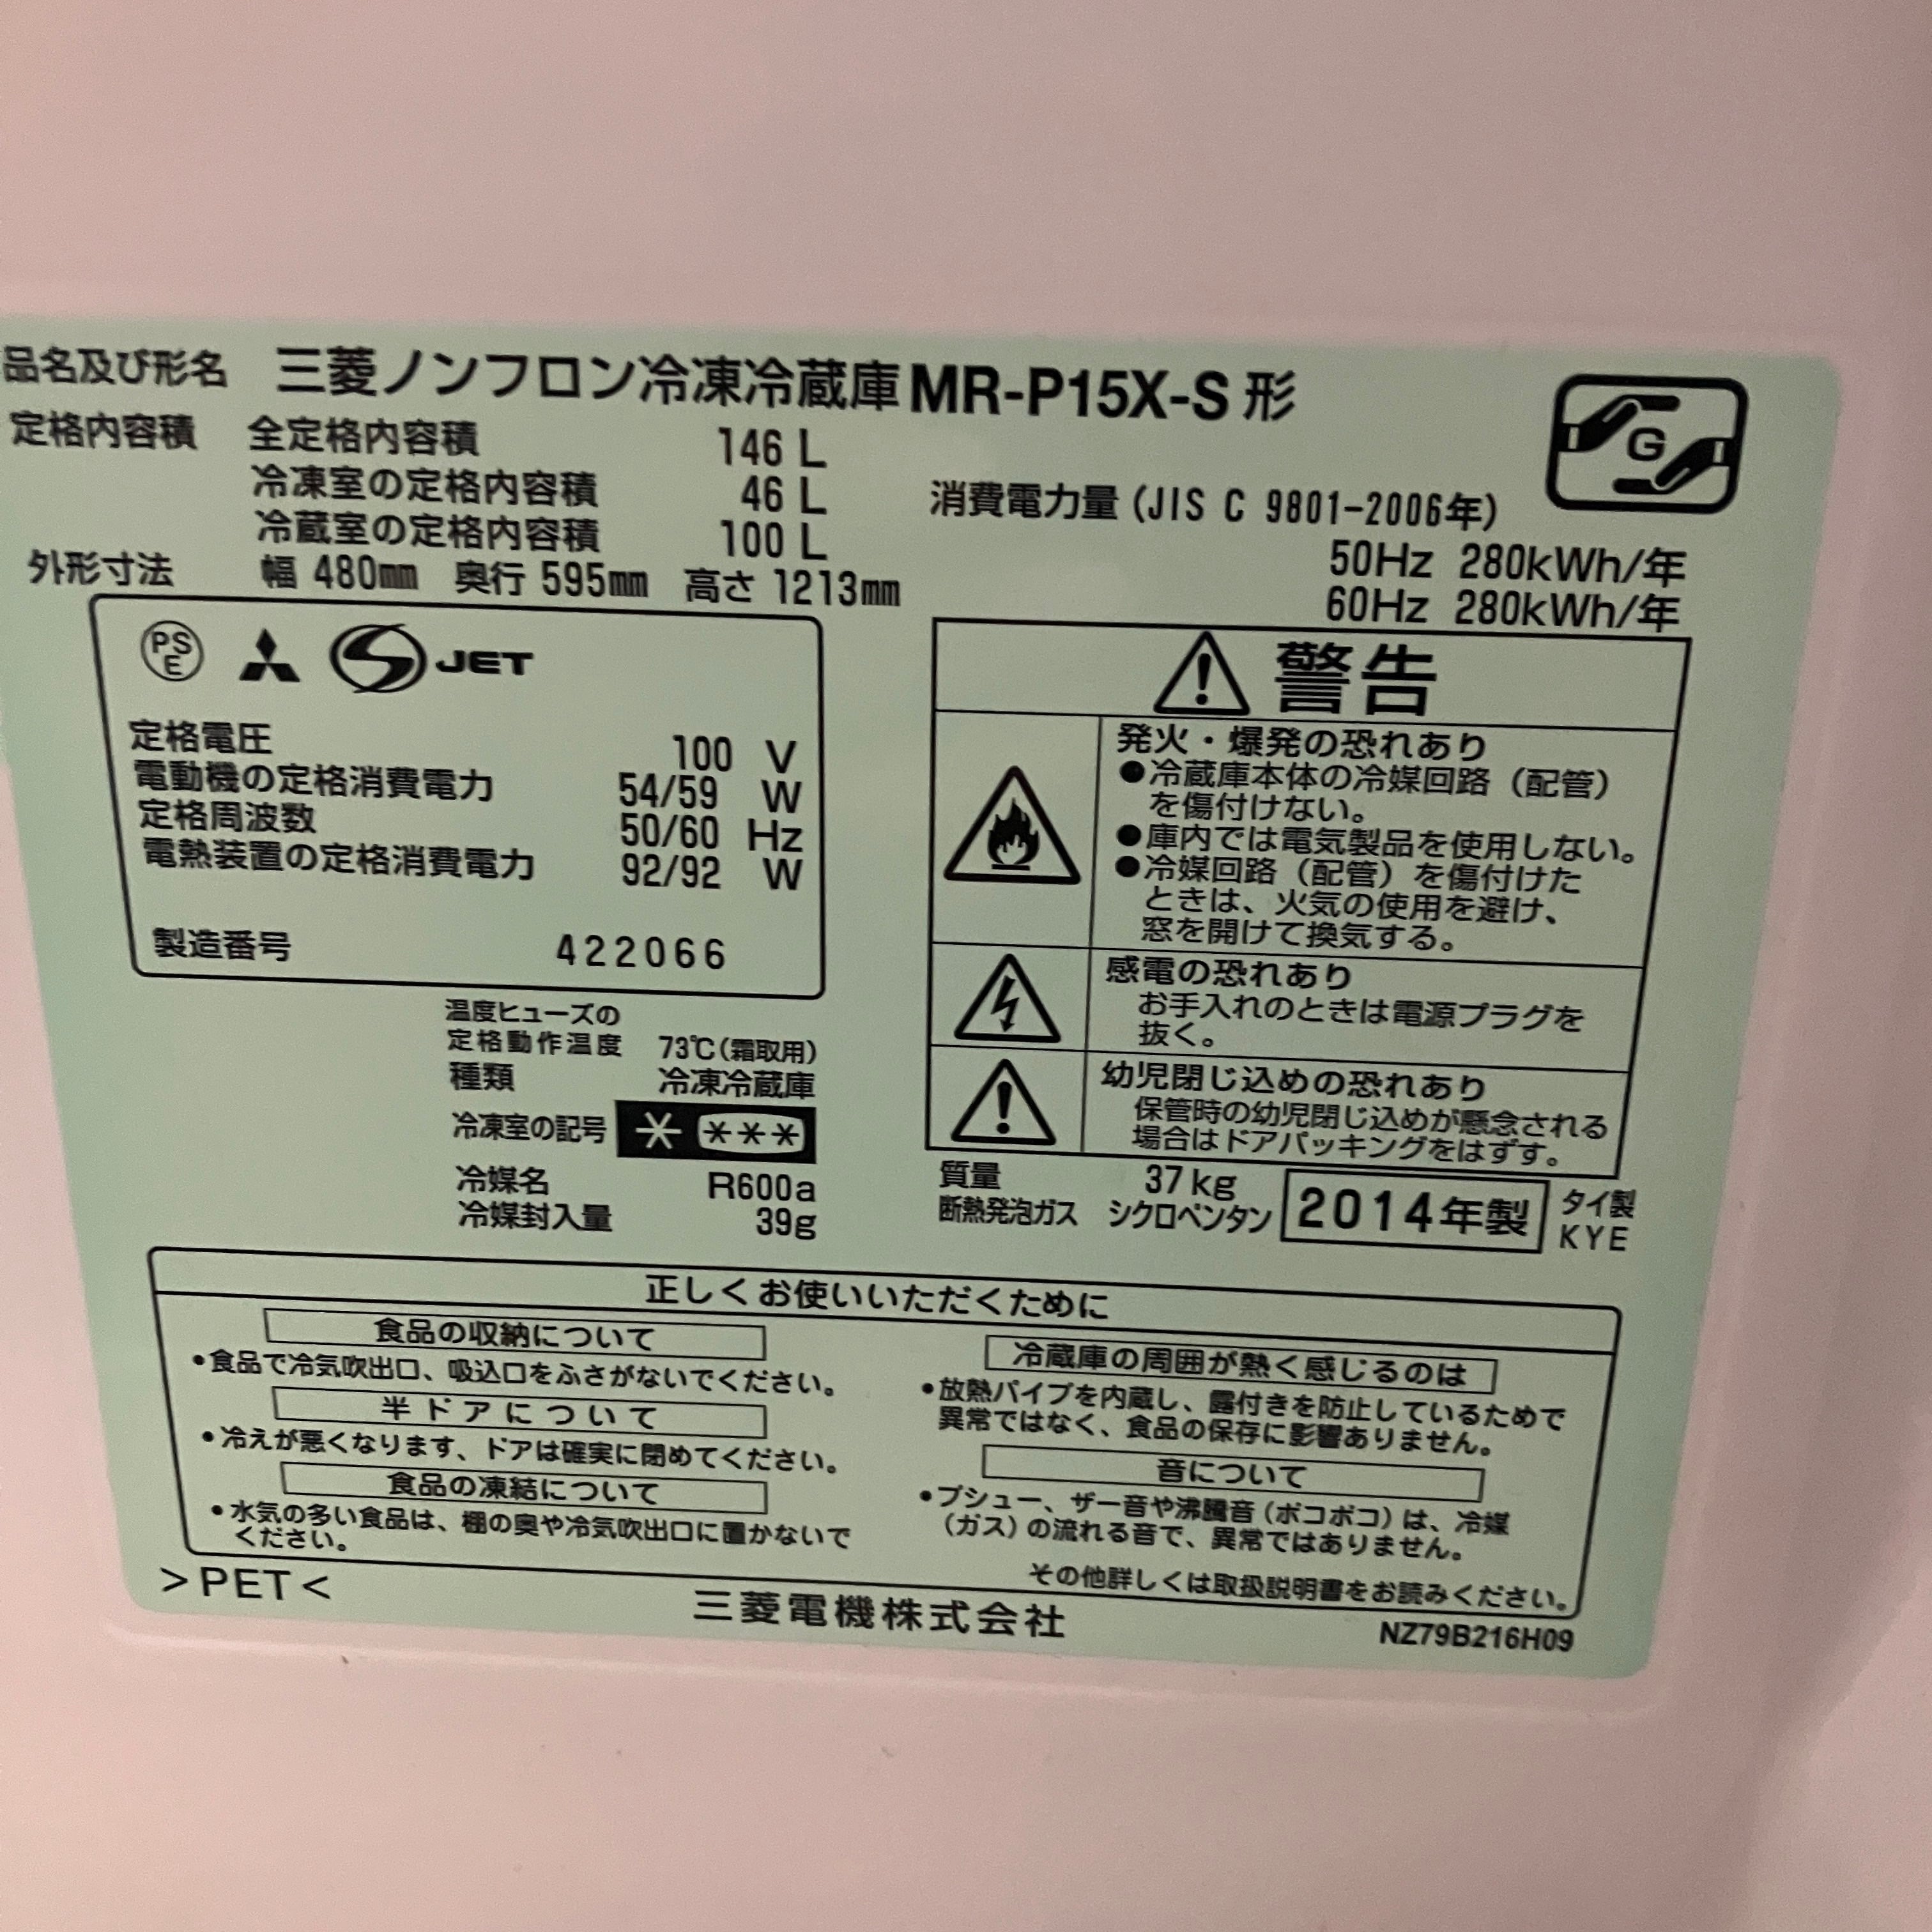 品名及び形名 三菱ノンフロン冷凍冷蔵庫 MR-P15X-S 形
定格内容積 全定格内容積 146 L
冷凍室の定格内容積 46 L
冷蔵室の定格内容積 100 L
外形寸法 幅 480mm 奥行 595mm 高さ 1213mm
G
消費電力量 (JIS C 9801-2006年)
50Hz 280kWh/年
60Hz 280kWh/年
PS
E
JET
定格電圧 100 V
電動機の定格消費電力 54/59 W
定格周波数 50/60 Hz
電熱装置の定格消費電力 92/92 W
製造番号 422066
温度ヒューズの
定格動作温度 73℃(霜取用)
種類 冷凍冷蔵庫
冷凍室の記号
冷媒名 R600a
冷媒封入量 39g
警告
発火・爆発の恐れあり
●冷蔵庫本体の冷媒回路(配管)
を傷付けない。
●庫内では電気製品を使用しない。
●冷媒回路(配管)を傷付けた
ときは、火気の使用を避け、
窓を開けて換気する。
感電の恐れあり
お手入れのときは電源プラグを
抜く。
幼児閉じ込めの恐れあり
保管時の幼児閉じ込めが懸念される
場合はドアパッキングをはずす。
質量 37kg
断熱発泡ガス シクロペンタン
2014年製
タイ製
KYE
正しくお使いいただくために
食品の収納について
•食品で冷気吹出口、吸込口をふさがないでください。
半ドアについて
•冷えが悪くなります、ドアは確実に閉めてください。
食品の凍結について
•水気の多い食品は、棚の奥や冷気吹出口に置かないで
ください。
冷蔵庫の周囲が熱く感じるのは
•放熱パイプを内蔵し、露付きを防止しているためで
異常ではなく、食品の保存に影響ありません。
音について
•プシュー、ザー音や沸騰音(ポコポコ)は、冷媒
(ガス)の流れる音で、異常ではありません。
その他詳しくは取扱説明書をお読みください。
>PET<
三菱電機株式会社
NZ79B216H09